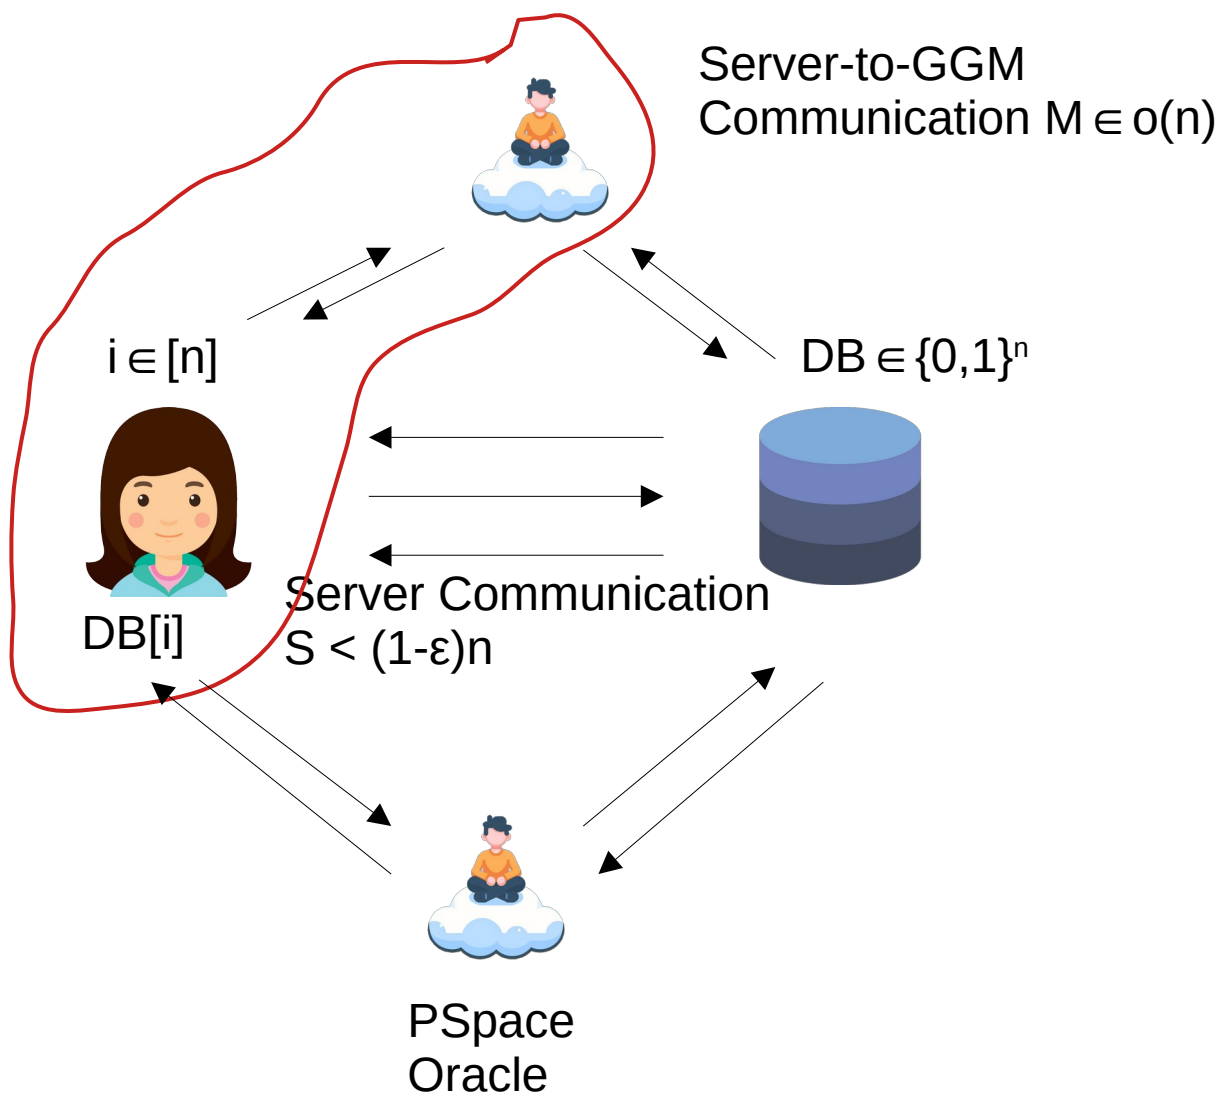 Server-to-GGM
Communication M ∈ o(n)
i ∈ [n]
DB ∈ {0,1}ⁿ
Server Communication
S < (1-ε)n
DB[i]
PSpace
Oracle